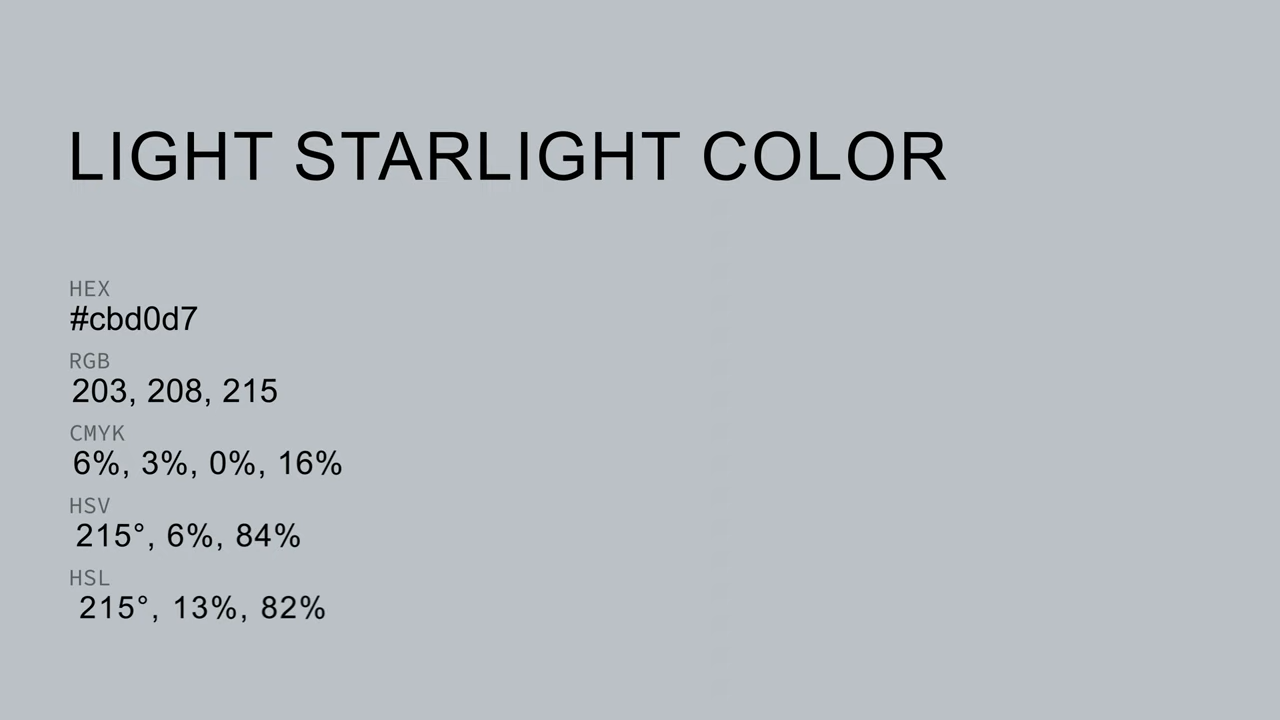 LIGHT STARLIGHT COLOR
HEX
#cbd0d7
RGB
203, 208, 215
CMYK
6%, 3%, 0%, 16%
HSV
215°, 6%, 84%
HSL
215°, 13%, 82%